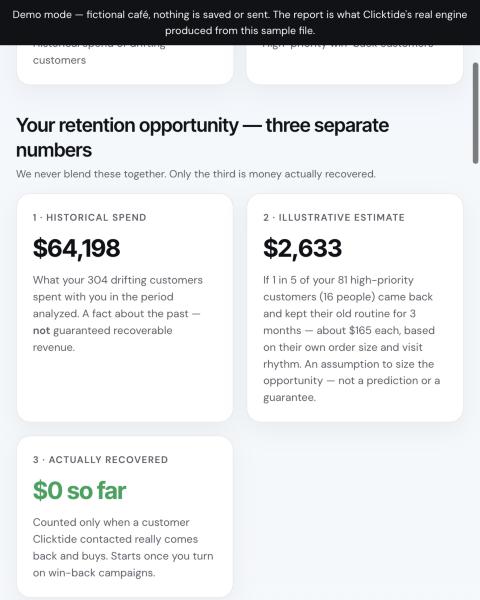 Demo mode — fictional café, nothing is saved or sent. The report is what Clicktide's real engine
produced from this sample file.
customers
Your retention opportunity — three separate
numbers
We never blend these together. Only the third is money actually recovered.
1 · HISTORICAL SPEND
$64,198
What your 304 drifting customers
spent with you in the period
analyzed. A fact about the past —
not guaranteed recoverable
revenue.
2 · ILLUSTRATIVE ESTIMATE
$2,633
If 1 in 5 of your 81 high-priority
customers (16 people) came back
and kept their old routine for 3
months — about $165 each, based
on their own order size and visit
rhythm. An assumption to size the
opportunity — not a prediction or a
guarantee.
3 · ACTUALLY RECOVERED
$0 so far
Counted only when a customer
Clicktide contacted really comes
back and buys. Starts once you turn
on win-back campaigns.